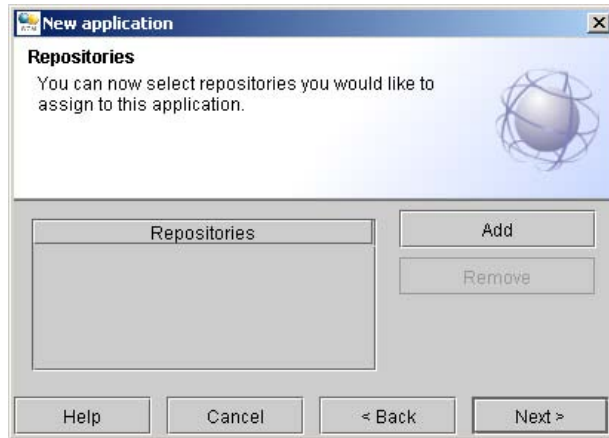 New application
Repositories
You can now select repositories you would like to
assign to this application.
Repositories
Add
Remove
Help
Cancel
< Back
Next >